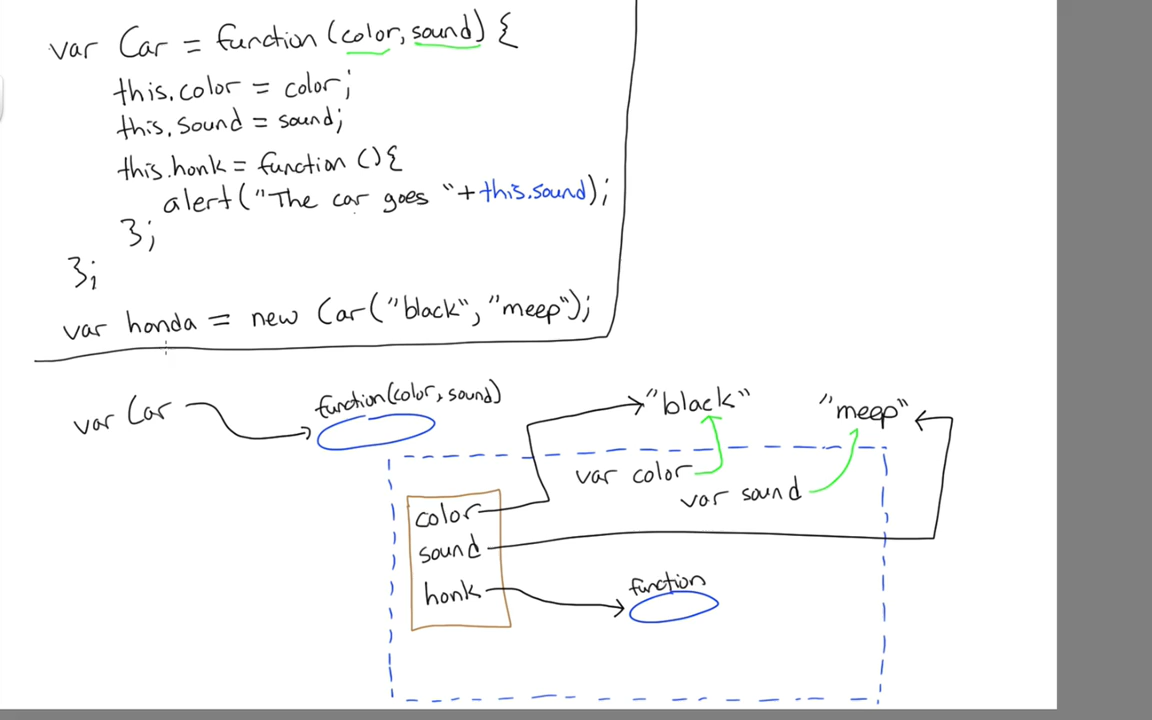 var Car = function (color, sound) {
this.color = color;
this.sound = sound;
this.honk = function () {
alert("The car goes "+this.sound);
};
};
var honda = new Car("black", "meep");
var Car
function(color, sound)
"black"
"meep"
var color
var sound
color
sound
honk
function